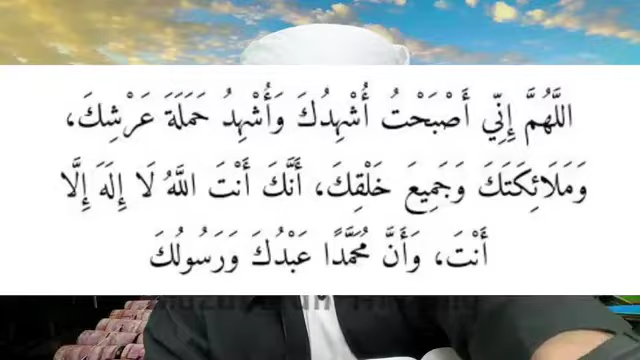 اللَّهُمَّ إِنِّي أَصْبَحْتُ أُشْهِدُكَ وَأُشْهِدُ حَمَلَةَ عَرْشِكَ،
وَمَلَائِكَتَكَ وَجَمِيعَ خَلْقِكَ، أَنَّكَ أَنْتَ اللَّهُ لَا إِلَهَ إِلَّا
أَنْتَ، وَأَنَّ مُحَمَّدًا عَبْدُكَ وَرَسُولُكَ